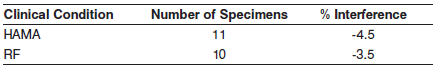 Clinical Condition Number of Specimens % Interference
HAMA 11 -4.5
RF 10 -3.5